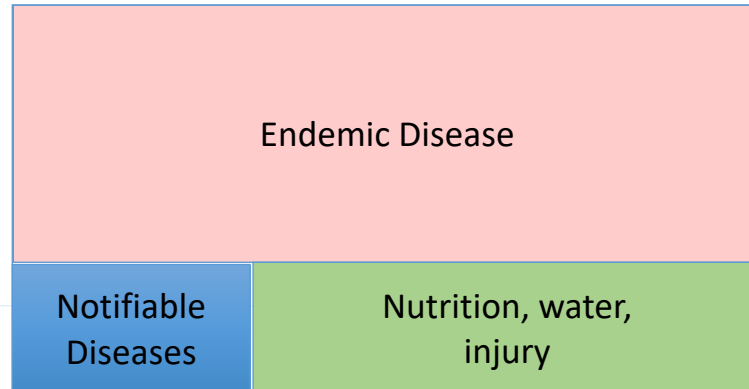 Endemic Disease
Notifiable
Diseases
Nutrition, water,
injury